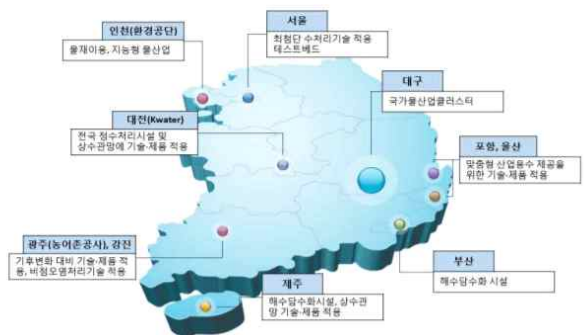 인천(환경공단)
물재이용, 지능형 물산업
서울
최첨단 수처리기술 적용
테스트베드
대구
국가물산업클러스터
대전(Kwater)
전국 정수처리시설 및
상수관망에 기술·제품 적용
포항, 울산
맞춤형 산업용수 제공을
위한 기술·제품 적용
광주(농어촌공사), 강진
기후변화 대비 기술·제품 적
용, 비점오염처리기술 적용
부산
해수담수화 시설
제주
해수담수화시설, 상수관
망 기술·제품 적용